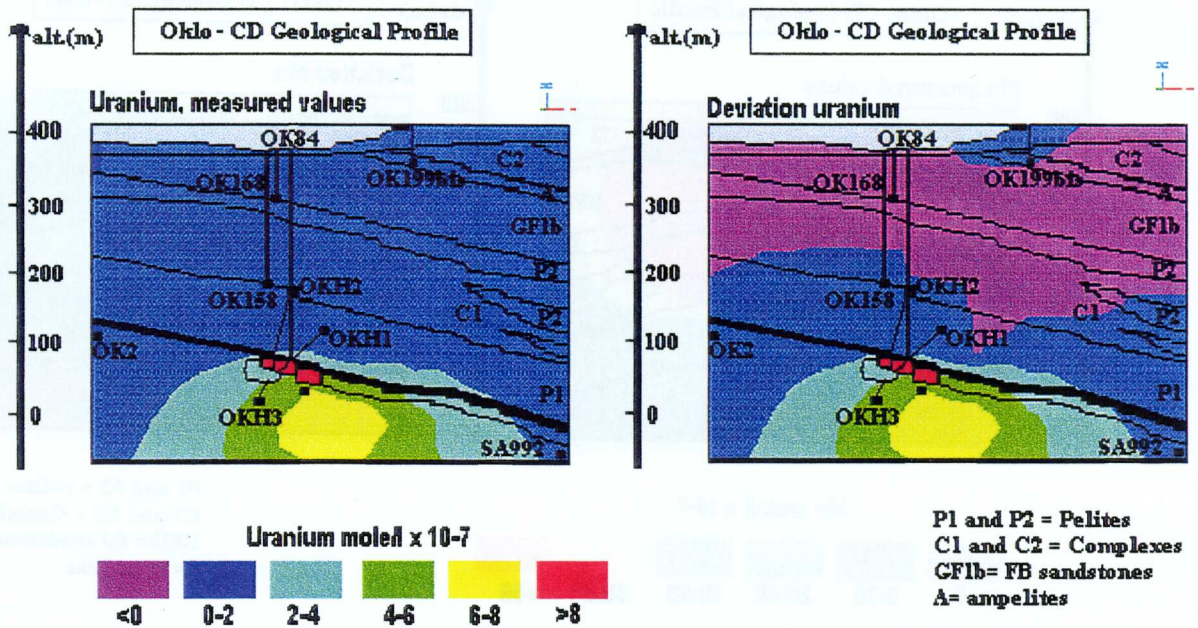 Oklo - CD Geological Profile
alt.(m)
Uranium, measured values
400
300
200
100
0
OK84
OK168
OK199bis
C2
A
GF1b
P2
OKH2
OK158
C1
P2
OKH1
OK2
P1
OKH3
SA992
Oklo - CD Geological Profile
alt.(m)
Deviation uranium
400
300
200
100
0
OK84
OK168
OK199bis
C2
A
GF1b
P2
OKH2
OK158
C1
P2
OKH1
OK2
P1
OKH3
SA992
Uranium mole/l x 10-7
<0 0-2 2-4 4-6 6-8 >8
P1 and P2 = Pelites
C1 and C2 = Complexes
GF1b= FB sandstones
A= ampelites